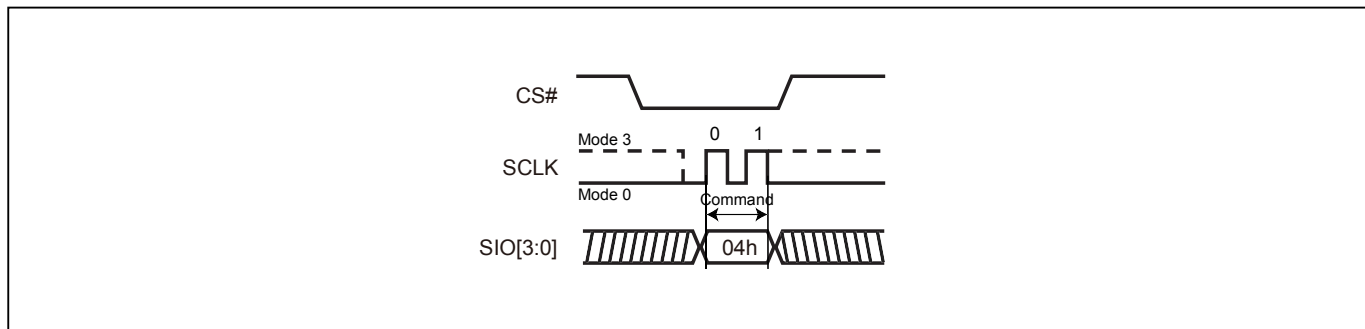 CS#
Mode 3
0 1
SCLK
Mode 0
Command
SIO[3:0]
04h